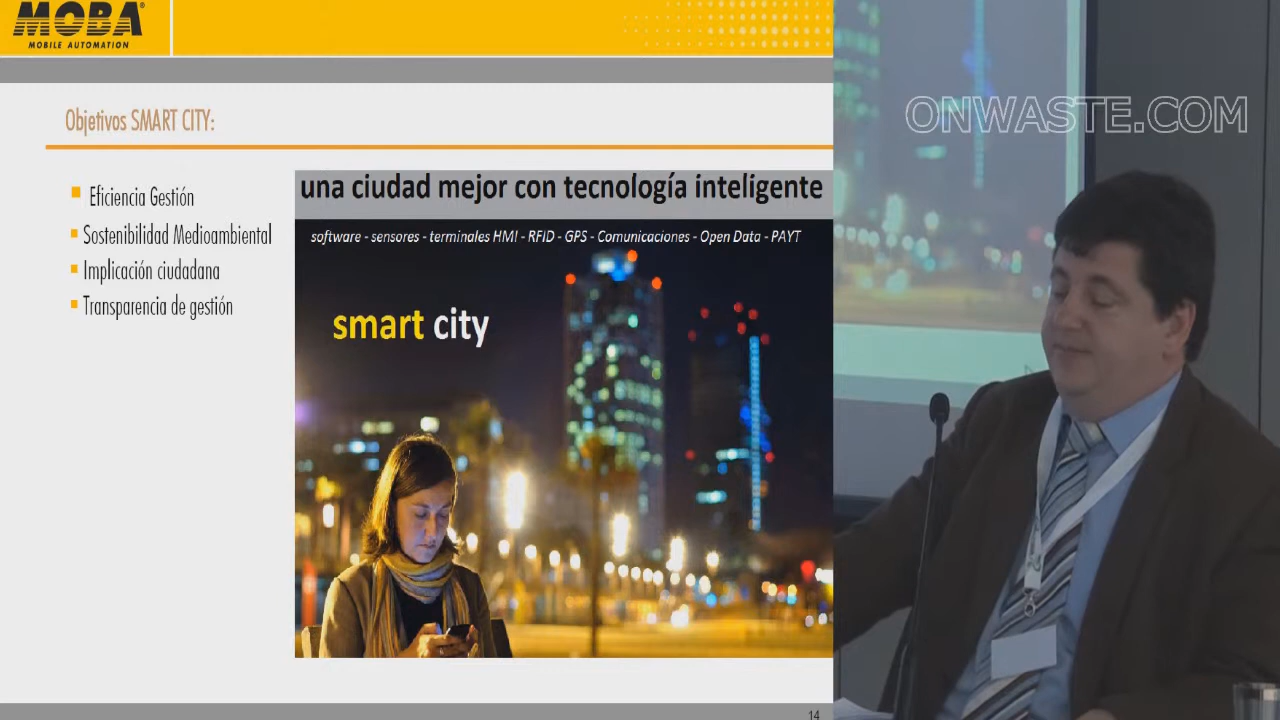 MOBA®
MOBILE AUTOMATION
ONWASTE.COM
Objetivos SMART CITY:
Eficiencia Gestión
Sostenibilidad Medioambiental
Implicación ciudadana
Transparencia de gestión
una ciudad mejor con tecnología inteligente
software - sensores - terminales HMI - RFID - GPS - Comunicaciones - Open Data - PAYT
smart city
14